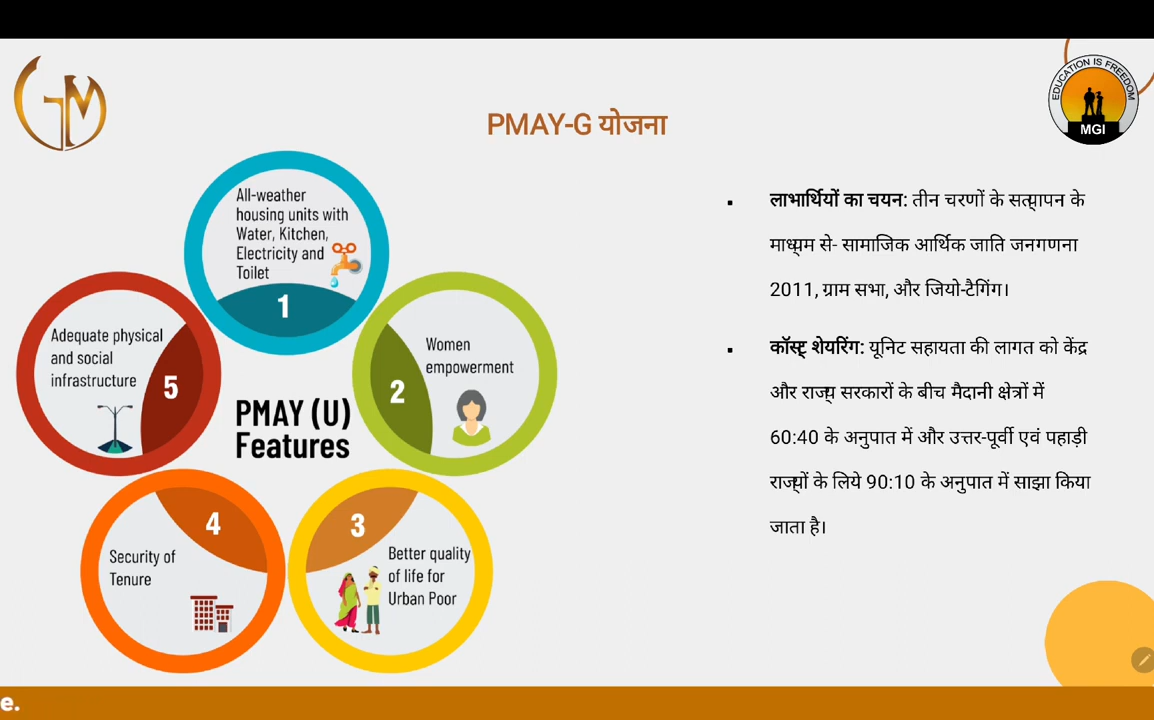 GM
EDUCATION IS FREEDOM
MGI
PMAY-G योजना
All-weather
housing units with
Water, Kitchen,
Electricity and
Toilet
1
Women
empowerment
2
Better quality
of life for
Urban Poor
3
Security of
Tenure
4
Adequate physical
and social
infrastructure
5
PMAY (U)
Features
▪ लाभार्थियों का चयन: तीन चरणों के सत्यापन के
माध्यम से- सामाजिक आर्थिक जाति जनगणना
2011, ग्राम सभा, और जियो-टैगिंग।
▪ कॉस्ट शेयरिंग: यूनिट सहायता की लागत को केंद्र
और राज्य सरकारों के बीच मैदानी क्षेत्रों में
60:40 के अनुपात में और उत्तर-पूर्वी एवं पहाड़ी
राज्यों के लिये 90:10 के अनुपात में साझा किया
जाता है।
e.